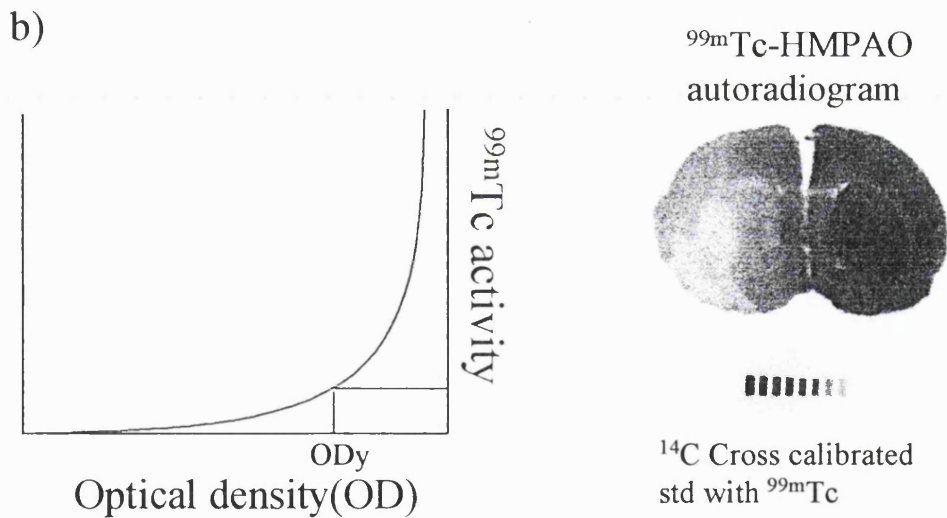 b)
99mTc activity
ODy
Optical density(OD)
99mTc-HMPAO
autoradiogram
14C Cross calibrated
std with 99mTc